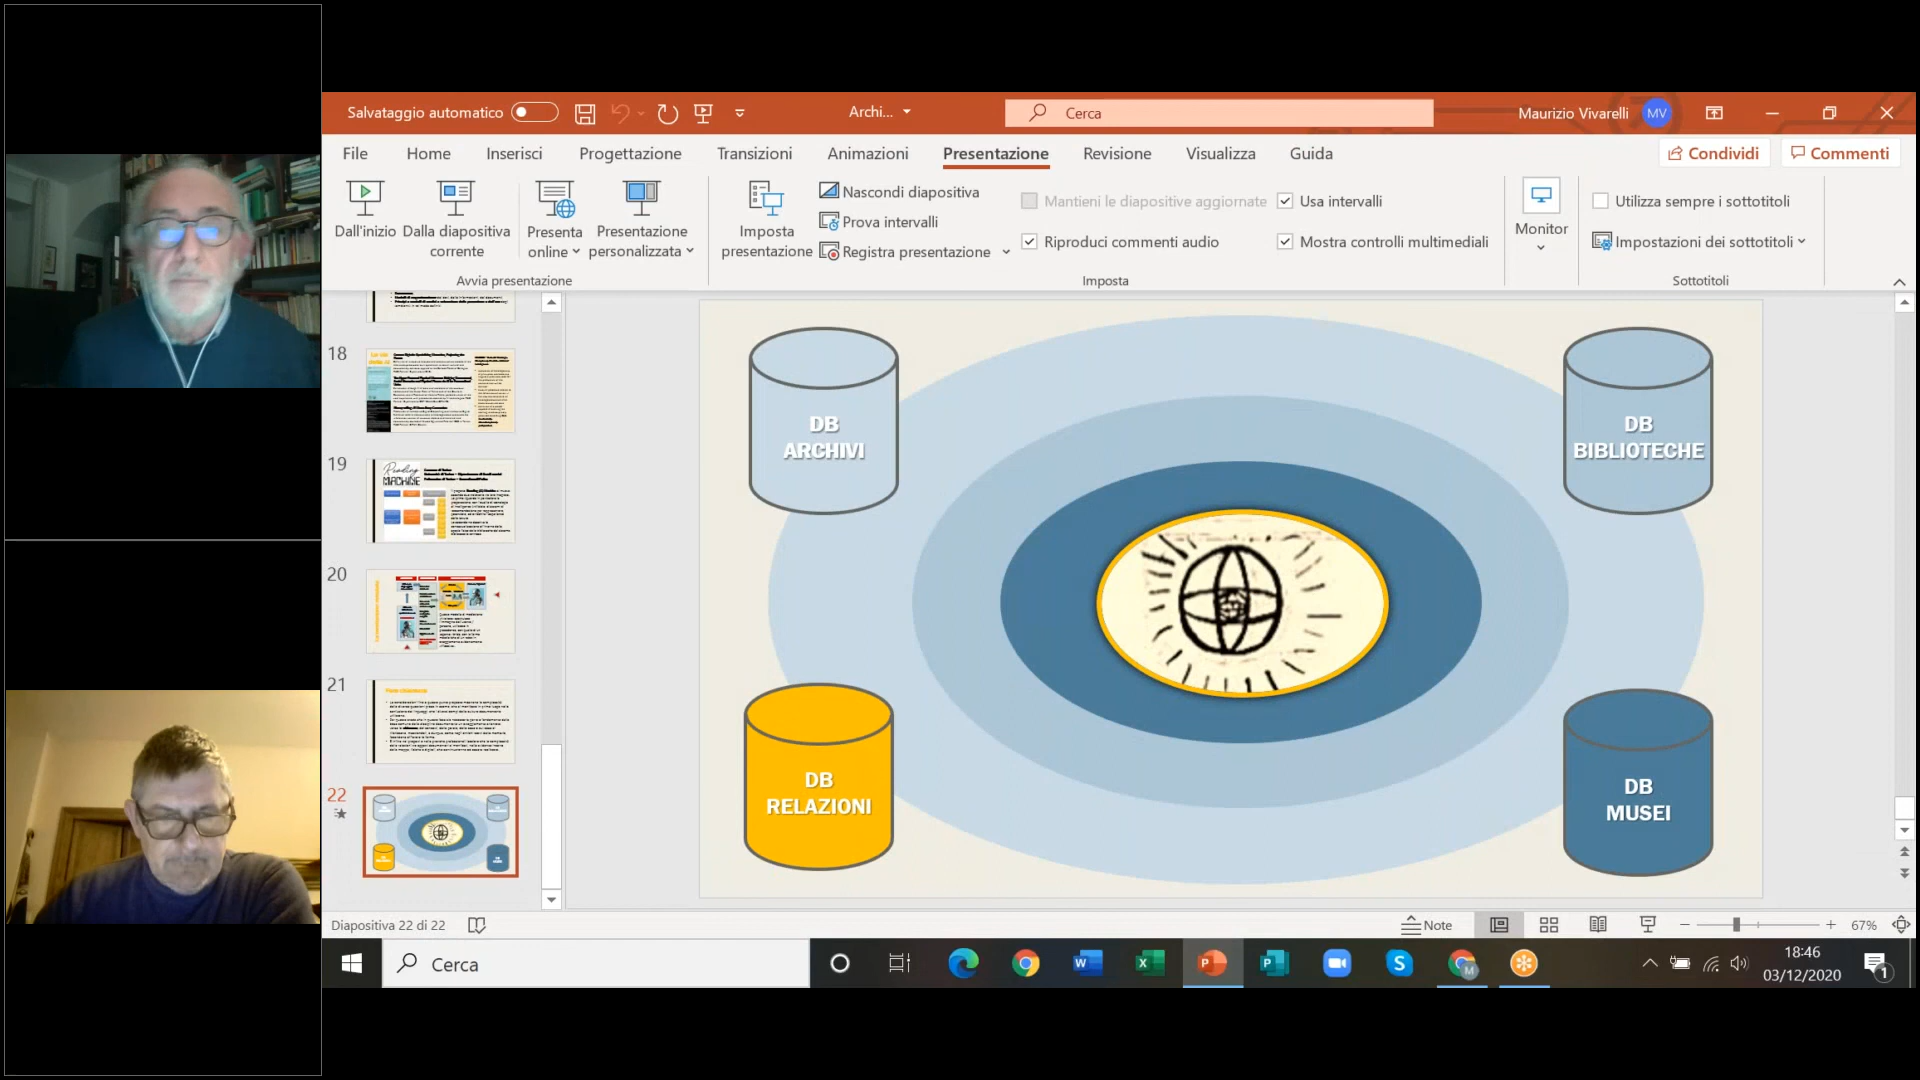 Salvataggio automatico
Archi...
Cerca
Maurizio Vivarelli
MV
File
Home
Inserisci
Progettazione
Transizioni
Animazioni
Presentazione
Revisione
Visualizza
Guida
Condividi
Commenti
Dall'inizio
Dalla diapositiva
corrente
Presenta
online
Presentazione
personalizzata
Imposta
presentazione
Nascondi diapositiva
Prova intervalli
Registra presentazione
Mantieni le diapositive aggiornate
Riproduci commenti audio
Usa intervalli
Mostra controlli multimediali
Monitor
Utilizza sempre i sottotitoli
Impostazioni dei sottotitoli
Avvia presentazione
Imposta
Sottotitoli
18
19
Reading
MACHINE
20
21
22
DB
ARCHIVI
DB
BIBLIOTECHE
DB
RELAZIONI
DB
MUSEI
Diapositiva 22 di 22
Note
67%
Cerca
18:46
03/12/2020
1